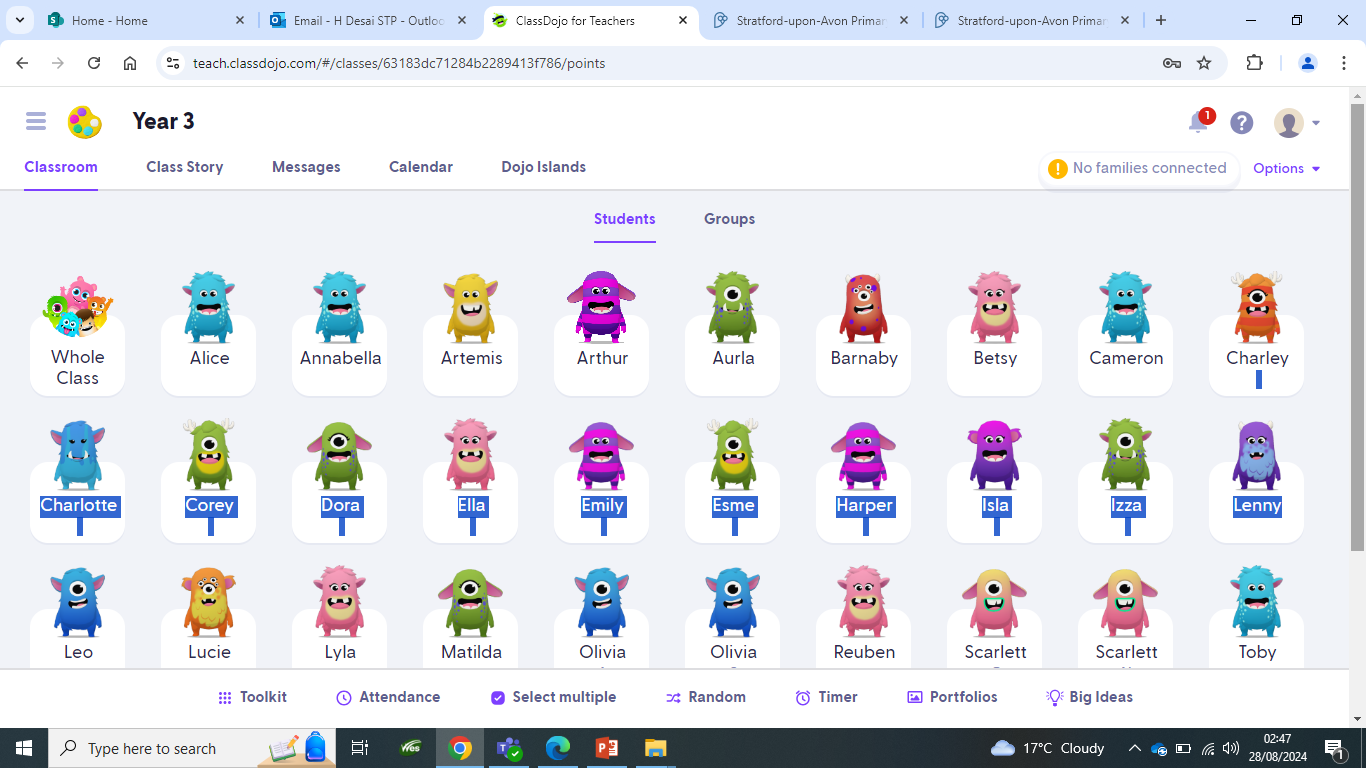 Home - Home
Email - H Desai STP - Outloo
ClassDojo for Teachers
Stratford-upon-Avon Primar
Stratford-upon-Avon Primar
teach.classdojo.com/#/classes/63183dc71284b2289413f786/points
Year 3
1
?
Classroom Class Story Messages Calendar Dojo Islands
! No families connected
Options
Students Groups
Whole
Class
Alice
Annabella
Artemis
Arthur
Aurla
Barnaby
Betsy
Cameron
Charley
Charlotte
Corey
Dora
Ella
Emily
Esme
Harper
Isla
Izza
Lenny
Leo
Lucie
Lyla
Matilda
Olivia
Olivia
Reuben
Scarlett
Scarlett
Toby
Toolkit Attendance Select multiple Random Timer Portfolios Big Ideas
Type here to search
Wes
17°C Cloudy
02:47
28/08/2024
1